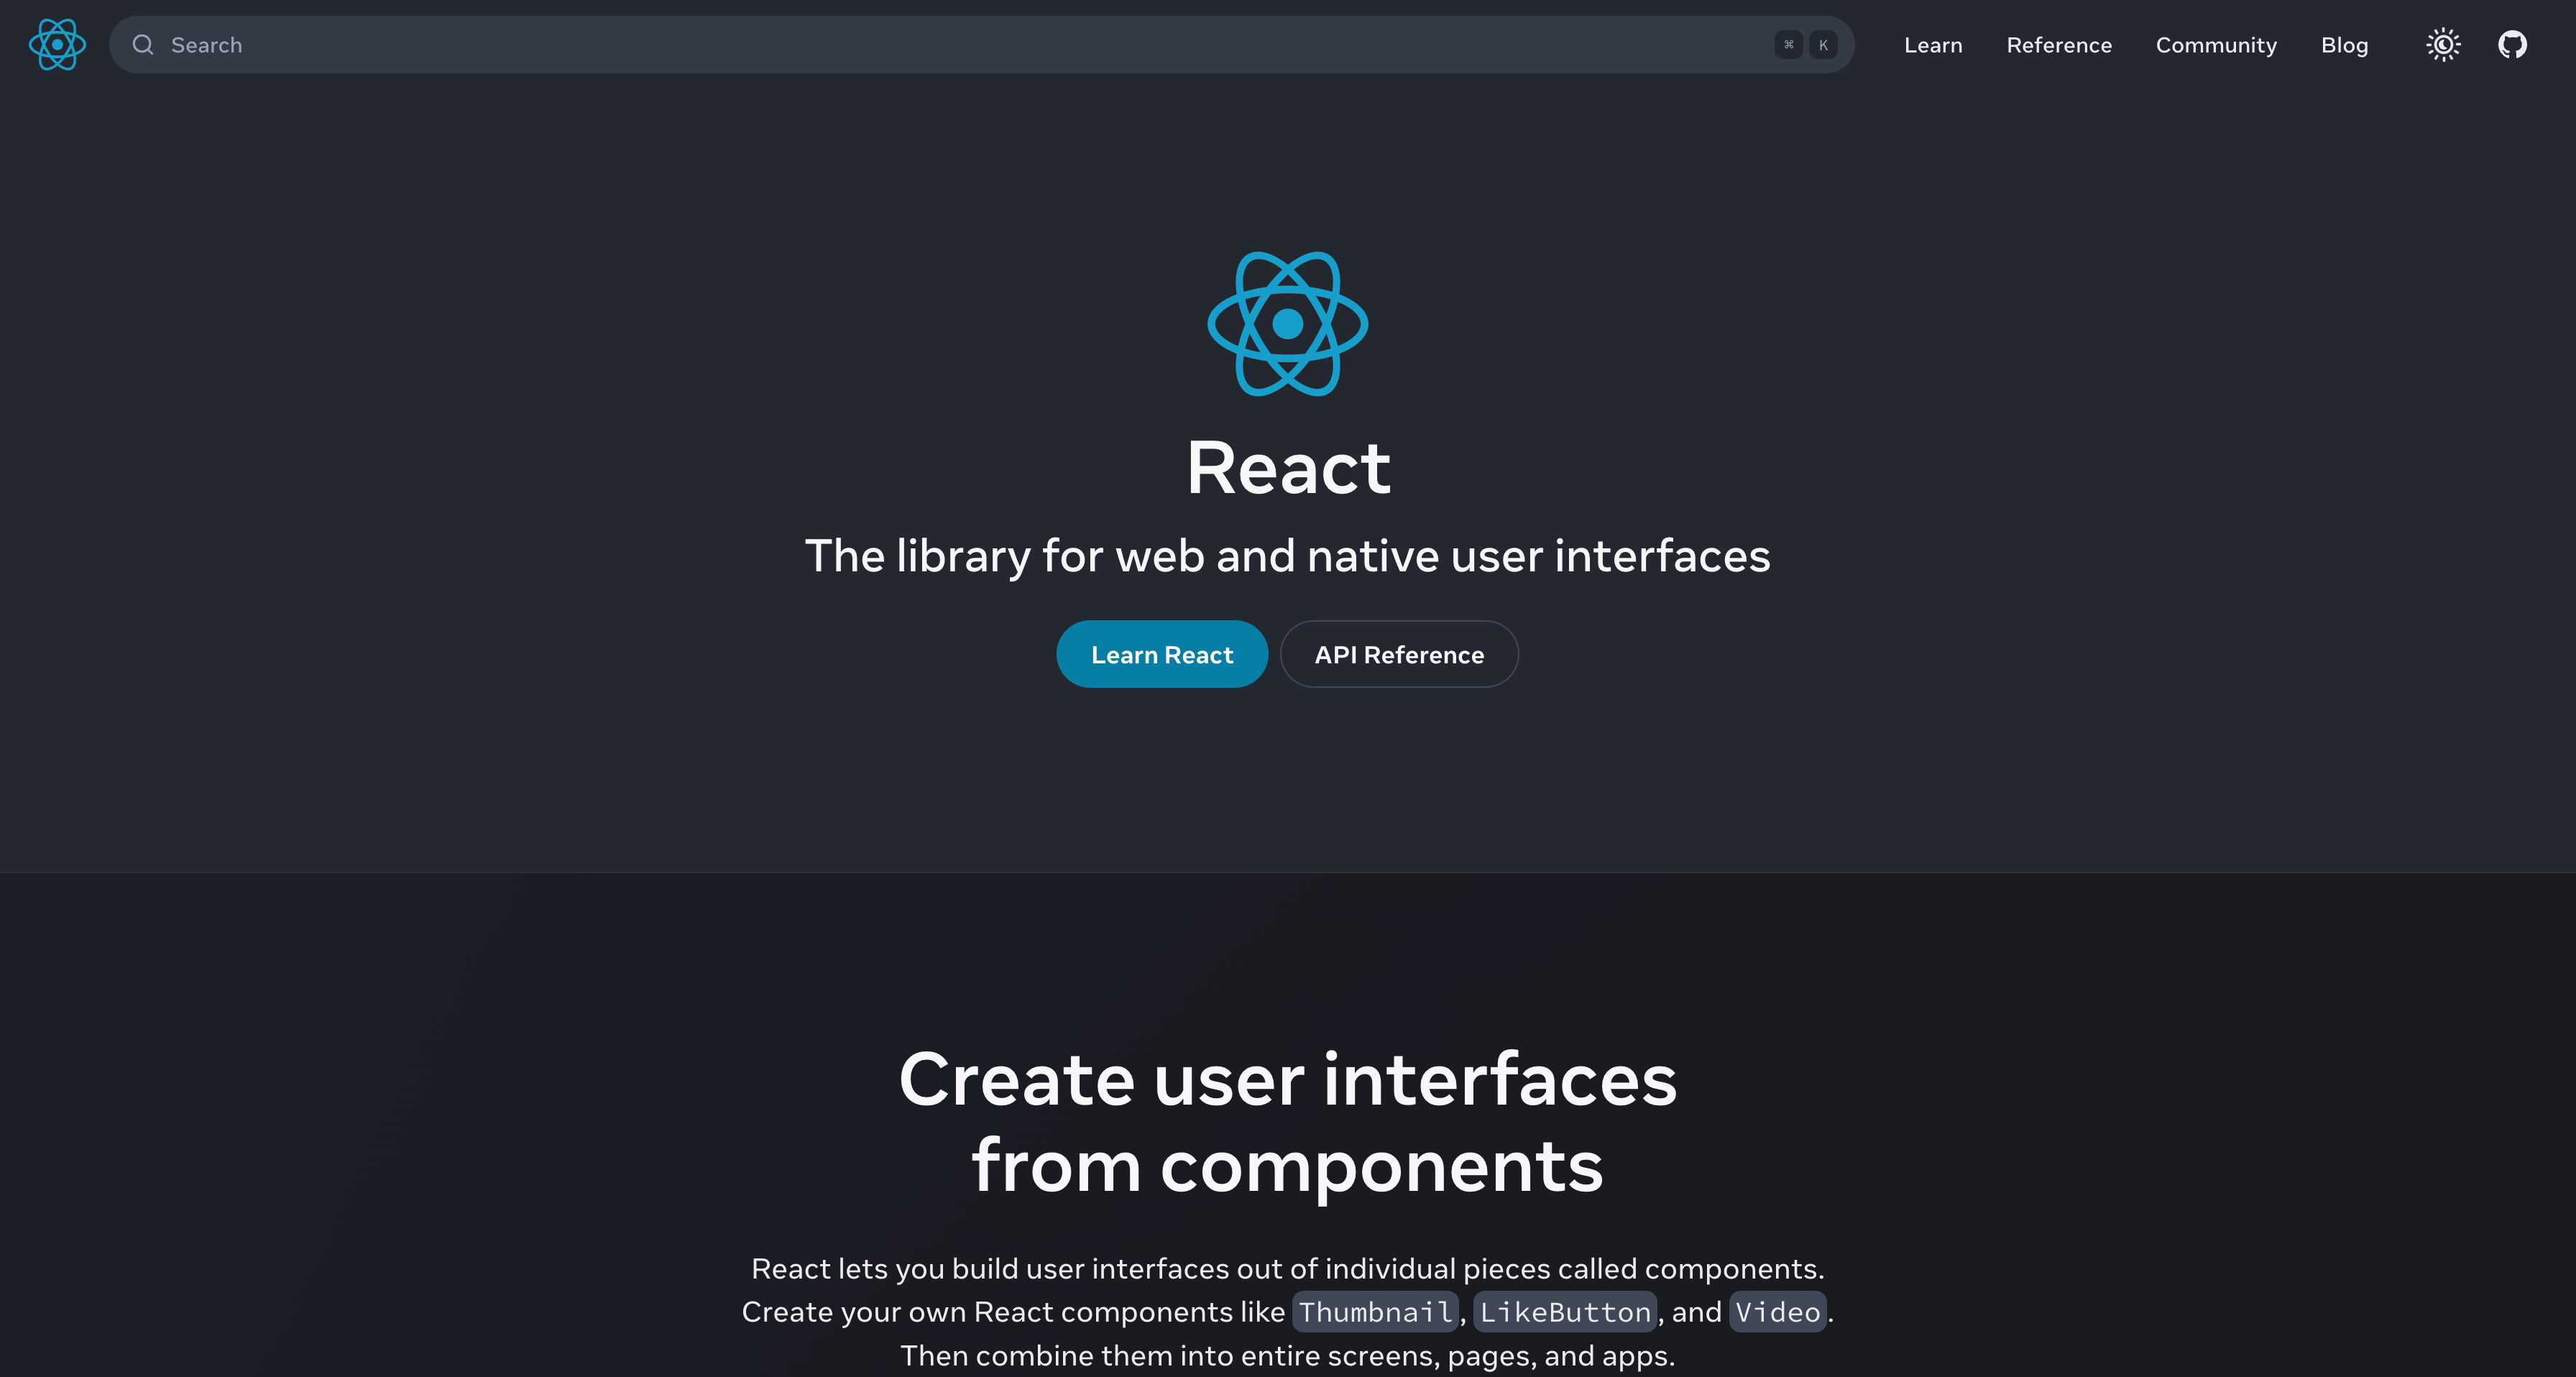 Search ⌘ K Learn Reference Community Blog
React
The library for web and native user interfaces
Learn React API Reference
Create user interfaces
from components
React lets you build user interfaces out of individual pieces called components.
Create your own React components like Thumbnail, LikeButton, and Video.
Then combine them into entire screens, pages, and apps.